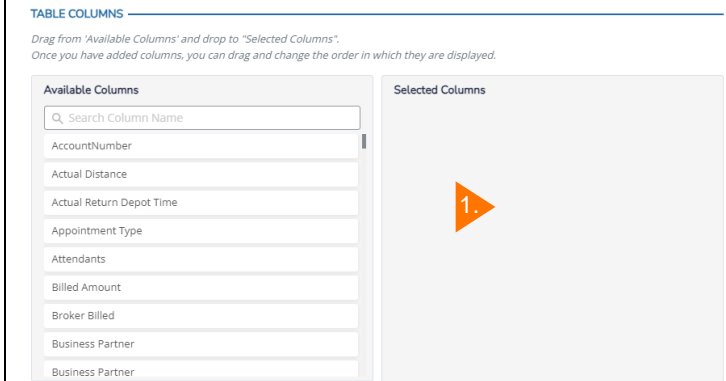 TABLE COLUMNS
Drag from 'Available Columns' and drop to "Selected Columns".
Once you have added columns, you can drag and change the order in which they are displayed.
Available Columns
Search Column Name
AccountNumber
Actual Distance
Actual Return Depot Time
Appointment Type
Attendants
Billed Amount
Broker Billed
Business Partner
Business Partner
Selected Columns
1.